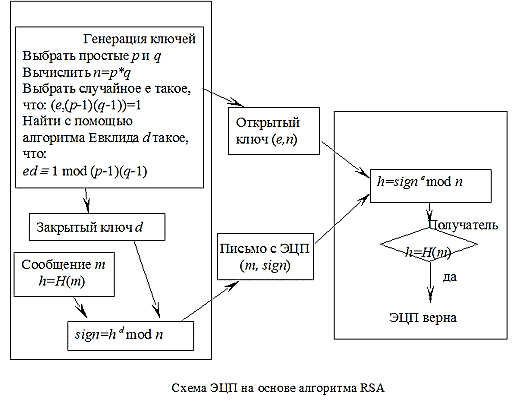 Генерация ключей
Выбрать простые p и q
Вычислить n=p*q
Выбрать случайное e такое,
что: (e,(p-1)(q-1))=1
Найти с помощью
алгоритма Евклида d такое,
что:
ed ≡ 1 mod (p-1)(q-1)
Закрытый ключ d
Сообщение m
h=H(m)
sign=h^d mod n
Открытый
ключ (e,n)
Письмо с ЭЦП
(m, sign)
h=sign^e mod n
Получатель
h=H(m)
да
ЭЦП верна
Схема ЭЦП на основе алгоритма RSA